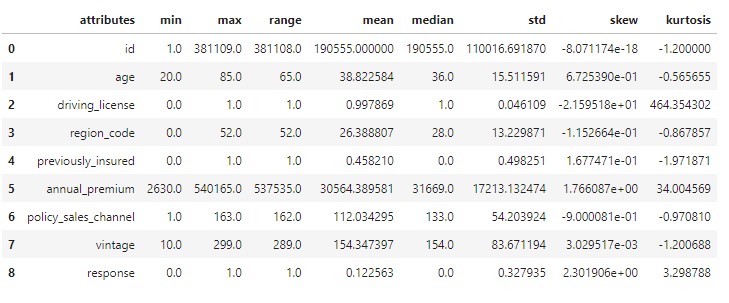 attributes min max range mean median std skew kurtosis
0 id 1.0 381109.0 381108.0 190555.000000 190555.0 110016.691870 -8.071174e-18 -1.200000
1 age 20.0 85.0 65.0 38.822584 36.0 15.511591 6.725390e-01 -0.565655
2 driving_license 0.0 1.0 1.0 0.997869 1.0 0.046109 -2.159518e+01 464.354302
3 region_code 0.0 52.0 52.0 26.388807 28.0 13.229871 -1.152664e-01 -0.867857
4 previously_insured 0.0 1.0 1.0 0.458210 0.0 0.498251 1.677471e-01 -1.971871
5 annual_premium 2630.0 540165.0 537535.0 30564.389581 31669.0 17213.132474 1.766087e+00 34.004569
6 policy_sales_channel 1.0 163.0 162.0 112.034295 133.0 54.203924 -9.000081e-01 -0.970810
7 vintage 10.0 299.0 289.0 154.347397 154.0 83.671194 3.029517e-03 -1.200688
8 response 0.0 1.0 1.0 0.122563 0.0 0.327935 2.301906e+00 3.298788